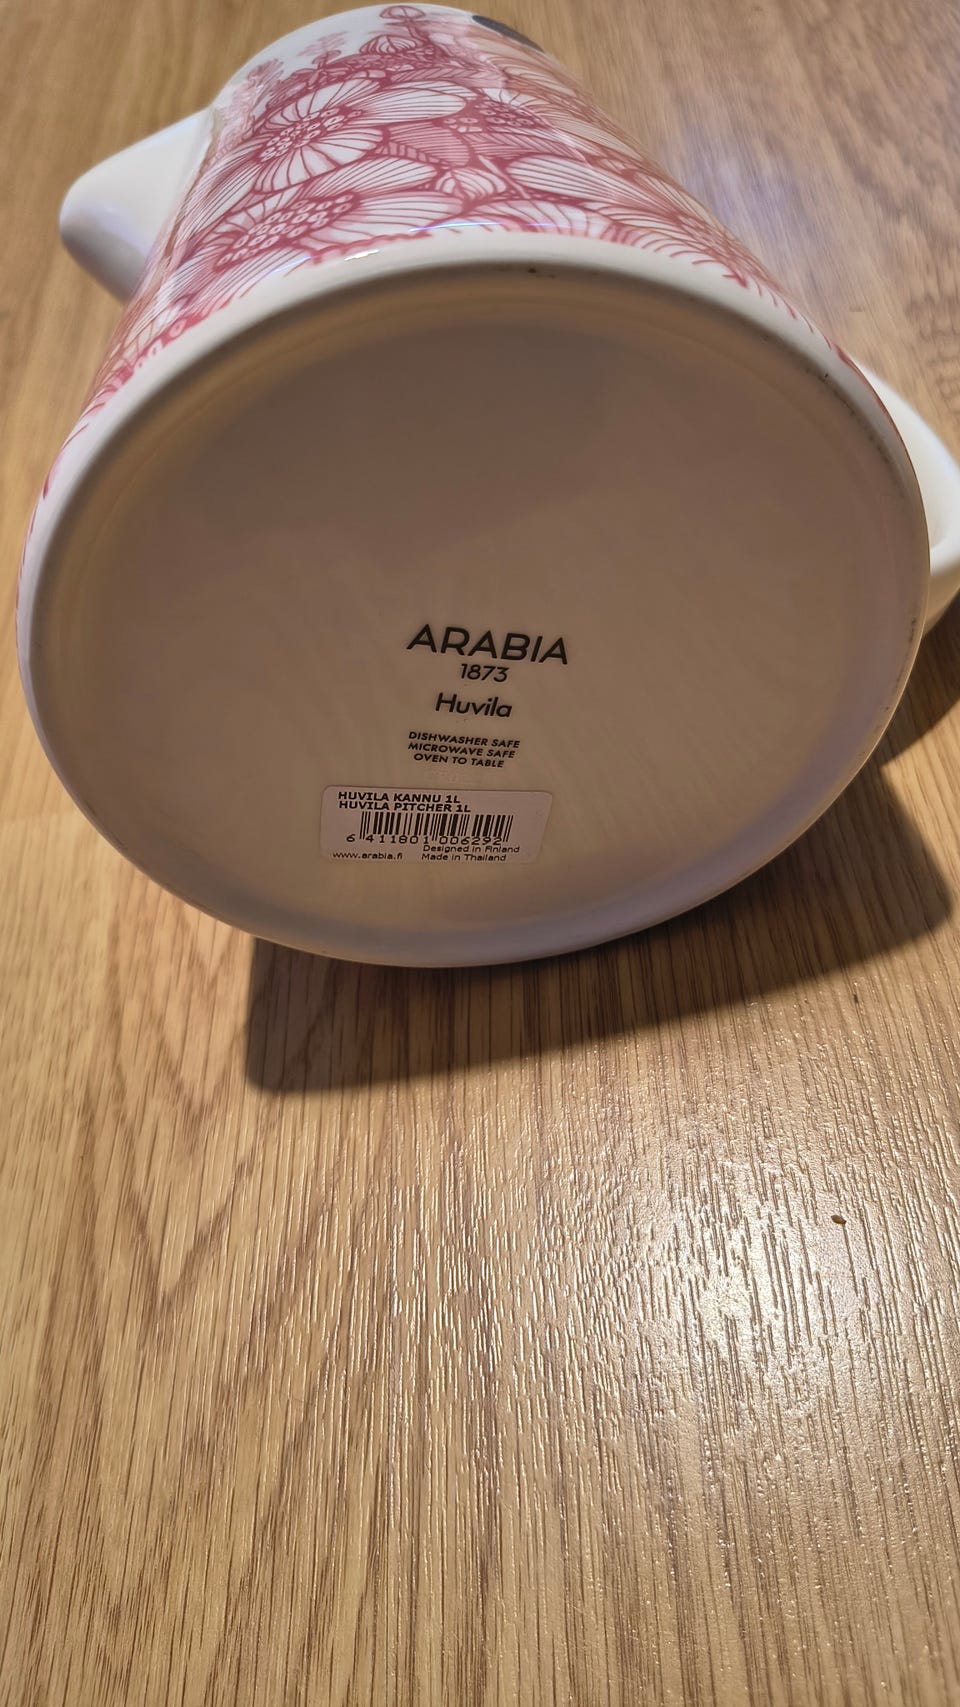 ARABIA
1873
Huvila
DISHWASHER SAFE
MICROWAVE SAFE
OVEN TO TABLE
HUVILA KANNU 1L
HUVILA PITCHER 1L
6 411801 006292
Designed in Finland
www.arabia.fi Made in Thailand